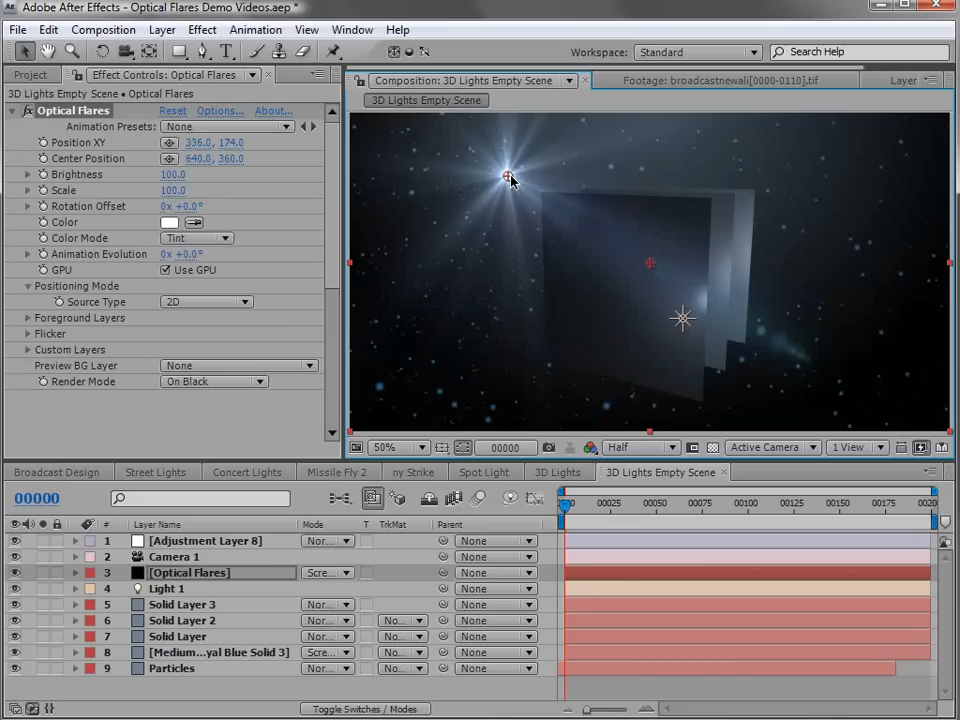 Adobe After Effects - Optical Flares Demo Videos.aep *
File Edit Composition Layer Effect Animation View Window Help
Workspace: Standard Search Help
Project Effect Controls: Optical Flares Composition: 3D Lights Empty Scene Footage: broadcastnewali[0000-0110].tif Layer
3D Lights Empty Scene • Optical Flares 3D Lights Empty Scene
fx Optical Flares Reset Options... About...
Animation Presets: None
Position XY 336.0, 174.0
Center Position 640.0, 360.0
Brightness 100.0
Scale 100.0
Rotation Offset 0x +0.0°
Color
Color Mode Tint
Animation Evolution 0x +0.0°
GPU Use GPU
Positioning Mode
Source Type 2D
Foreground Layers
Flicker
Custom Layers
Preview BG Layer None
Render Mode On Black
50% 00000 Half Active Camera 1 View
Broadcast Design Street Lights Concert Lights Missile Fly 2 ny Strike Spot Light 3D Lights 3D Lights Empty Scene
00000 00025 00050 00075 00100 00125 00150 00175 0020
# Layer Name Mode T TrkMat Parent
1 [Adjustment Layer 8] Nor... None
2 Camera 1 None
3 [Optical Flares] Scre... None
4 Light 1 None
5 Solid Layer 3 Nor... None
6 Solid Layer 2 Nor... No... None
7 Solid Layer Nor... No... None
8 [Medium...yal Blue Solid 3] Scre... No... None
9 Particles Nor... No... None
Toggle Switches / Modes